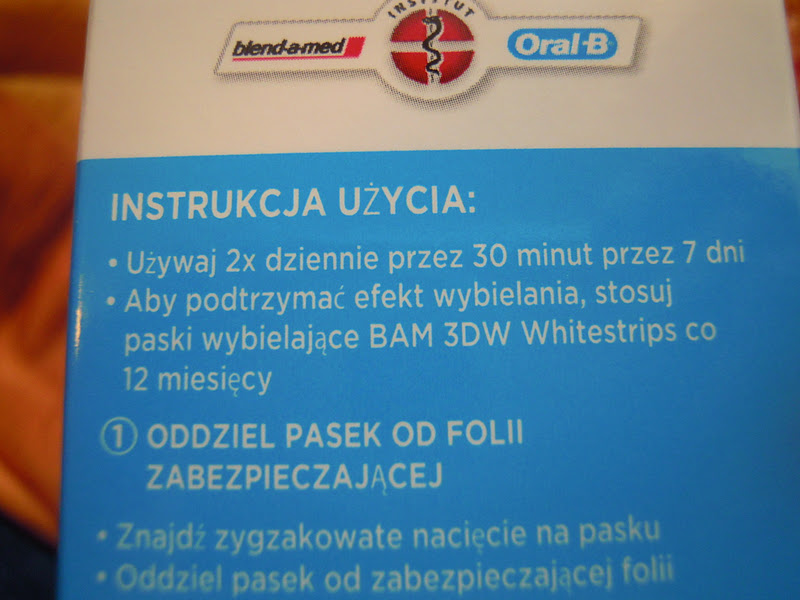 INSTITUT
blend-a-med
Oral-B
INSTRUKCJA UŻYCIA:
• Używaj 2x dziennie przez 30 minut przez 7 dni
• Aby podtrzymać efekt wybielania, stosuj
paski wybielające BAM 3DW Whitestrips co
12 miesięcy
① ODDZIEL PASEK OD FOLII
ZABEZPIECZAJĄCEJ
• Znajdź zygzakowate nacięcie na pasku
• Oddziel pasek od zabezpieczającej folii